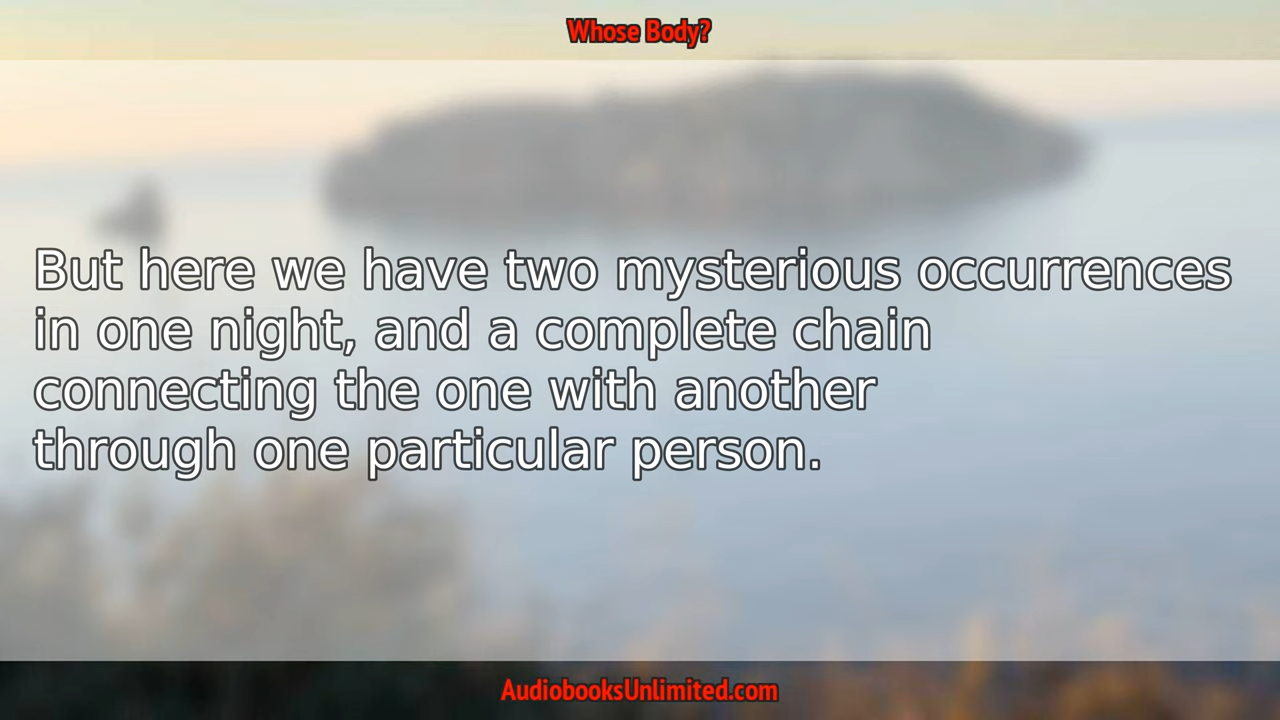 Whose Body?
But here we have two mysterious occurrences
in one night, and a complete chain
connecting the one with another
through one particular person.
AudiobooksUnlimited.com